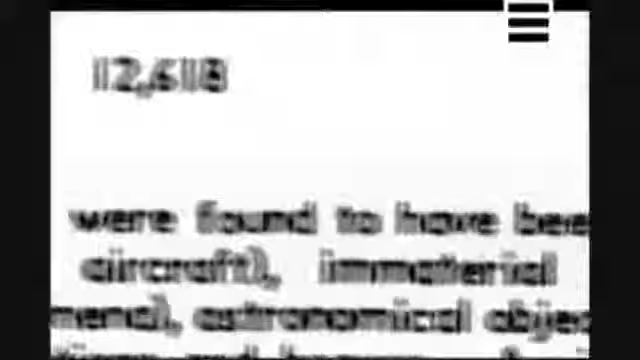 12,618
were found to have bee
aircraft), immaterial
mena), astronomical objec